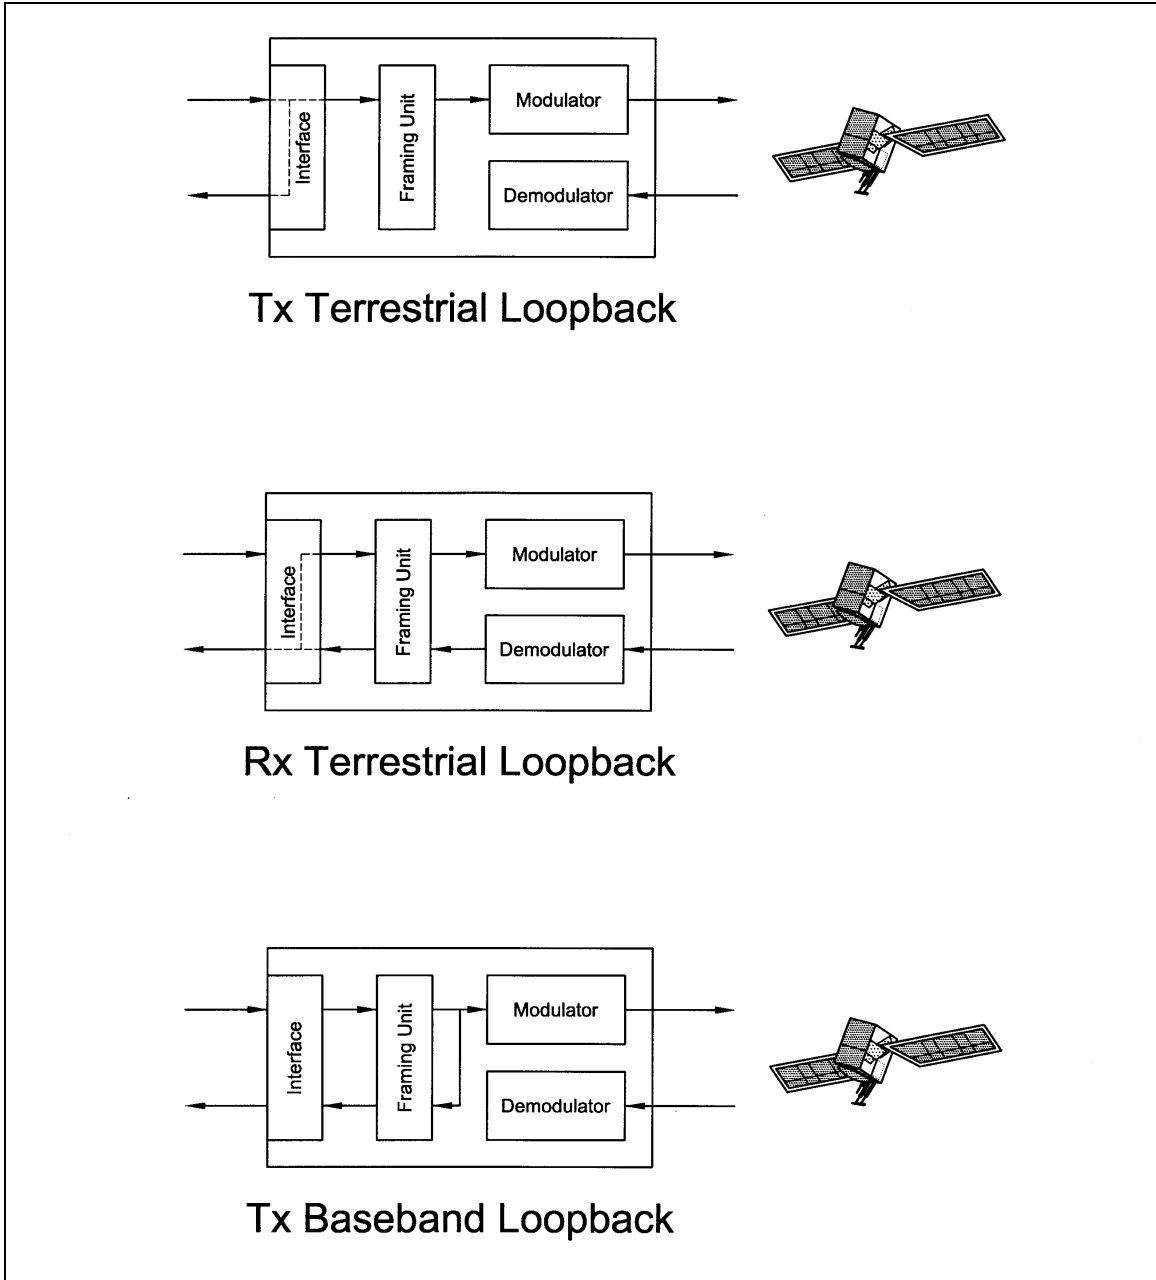 Interface
Framing Unit
Modulator
Demodulator
Tx Terrestrial Loopback
Interface
Framing Unit
Modulator
Demodulator
Rx Terrestrial Loopback
Interface
Framing Unit
Modulator
Demodulator
Tx Baseband Loopback